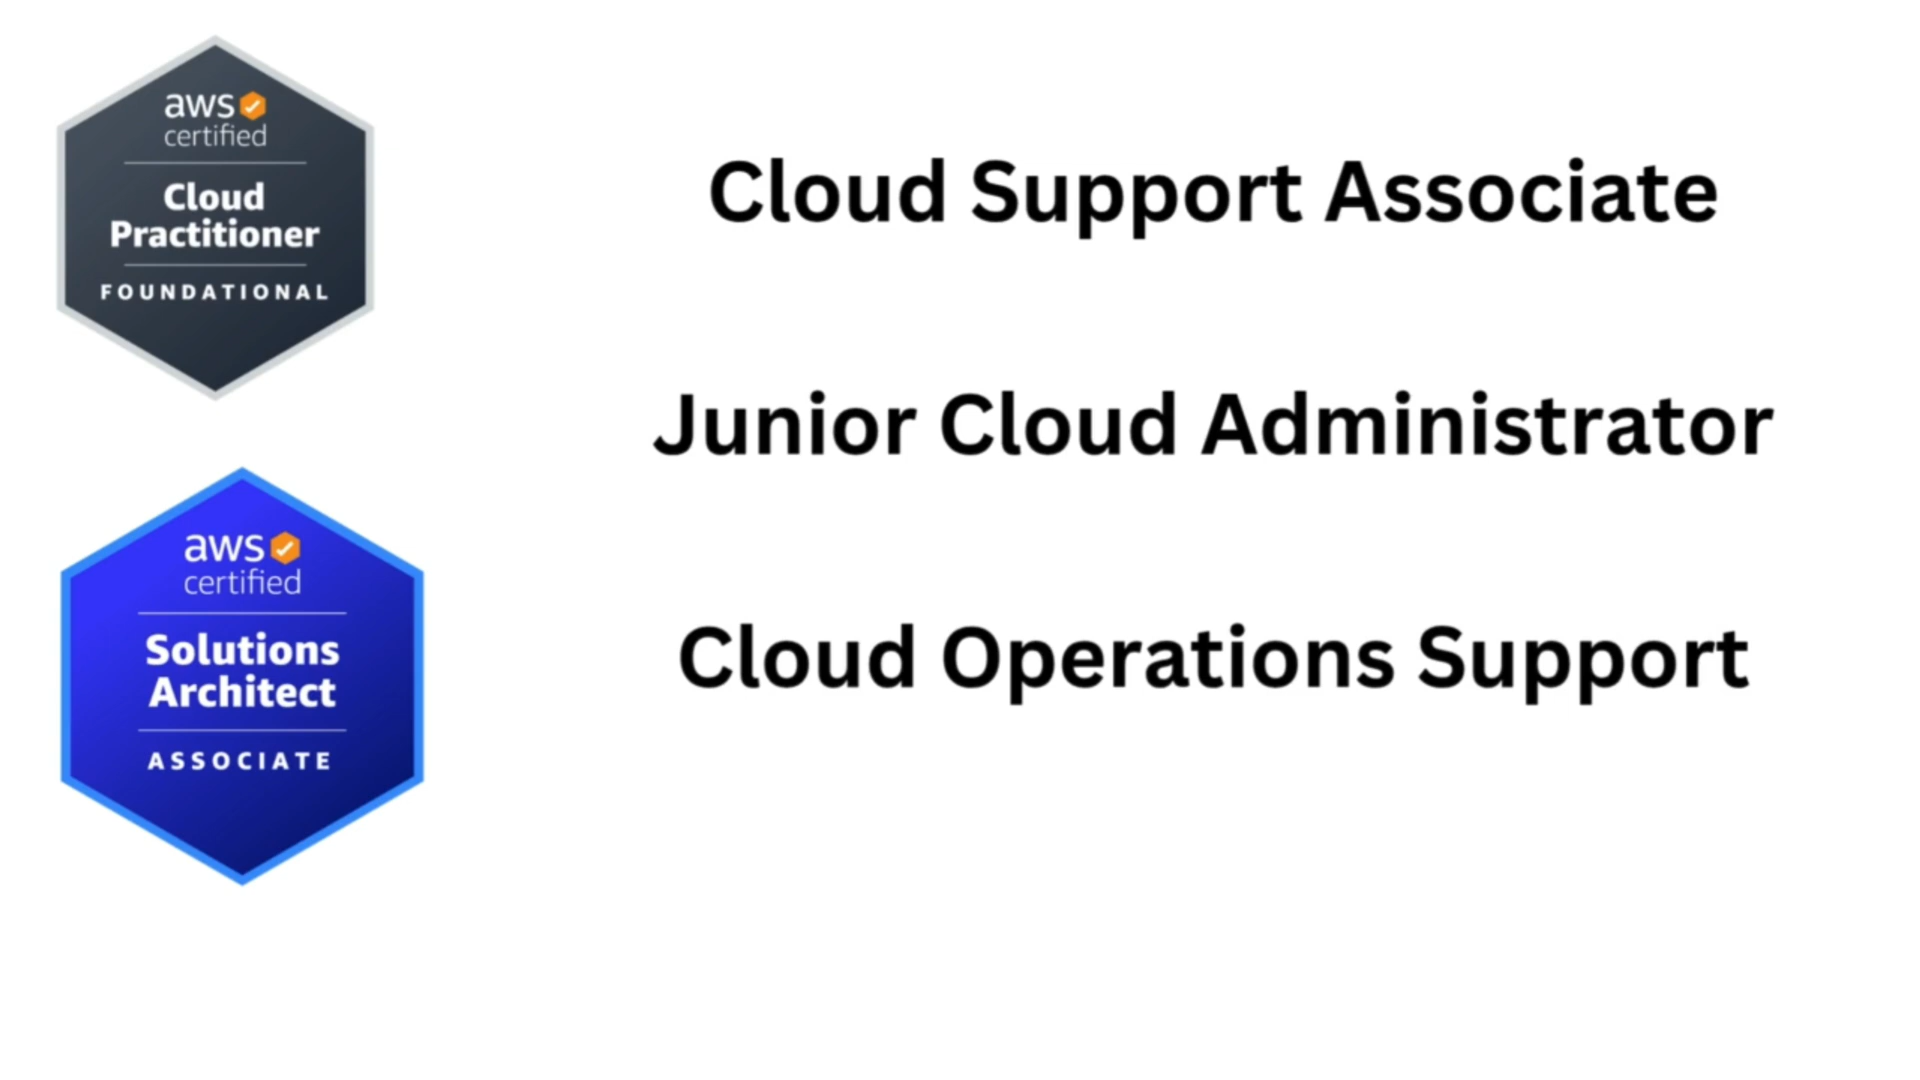 aws
certified
Cloud
Practitioner
FOUNDATIONAL
aws
certified
Solutions
Architect
ASSOCIATE
Cloud Support Associate
Junior Cloud Administrator
Cloud Operations Support